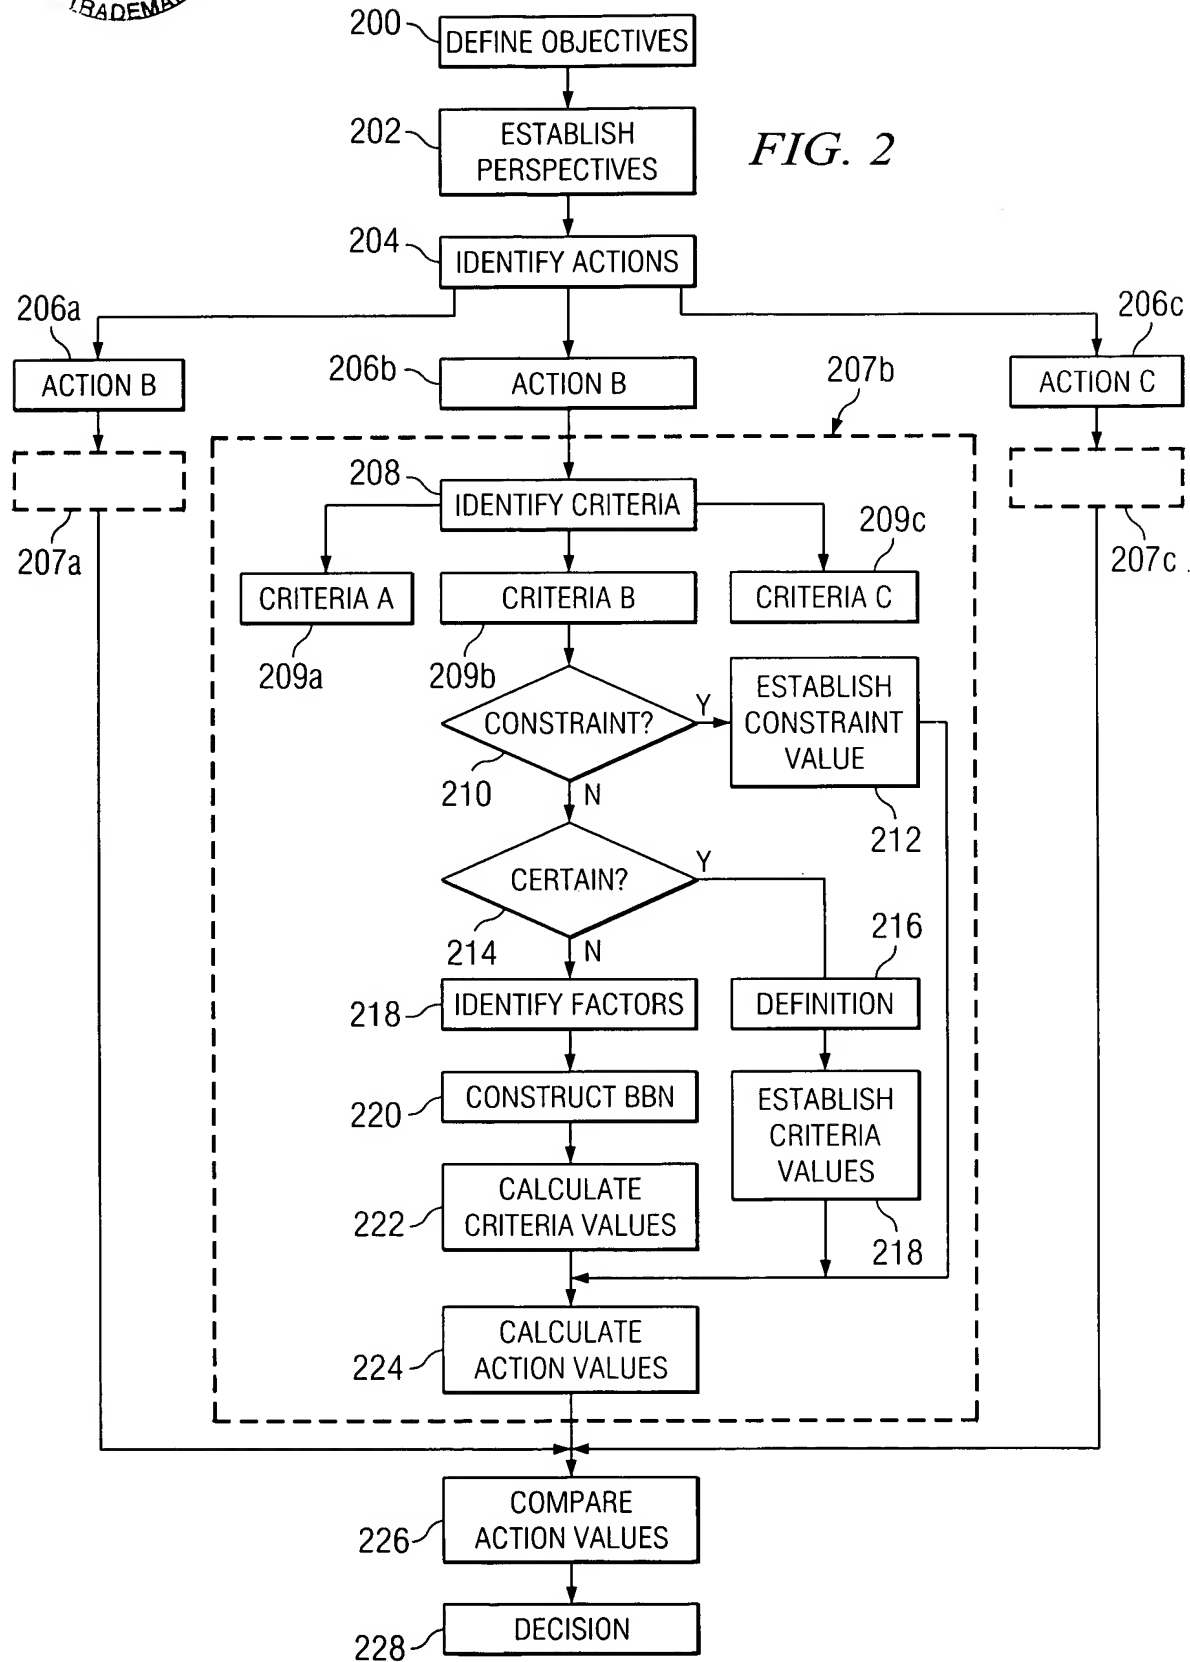 TRADEMA
200
DEFINE OBJECTIVES
202
ESTABLISH
PERSPECTIVES
FIG. 2
204
IDENTIFY ACTIONS
206a
206c
ACTION B
206b
ACTION B
207b
ACTION C
208
IDENTIFY CRITERIA
207a
209c
207c
CRITERIA A
CRITERIA B
CRITERIA C
209a
209b
CONSTRAINT?
Y
ESTABLISH
CONSTRAINT
VALUE
210
N
212
CERTAIN?
Y
214
N
216
218
IDENTIFY FACTORS
DEFINITION
220
CONSTRUCT BBN
ESTABLISH
CRITERIA
VALUES
222
CALCULATE
CRITERIA VALUES
218
224
CALCULATE
ACTION VALUES
226
COMPARE
ACTION VALUES
228
DECISION